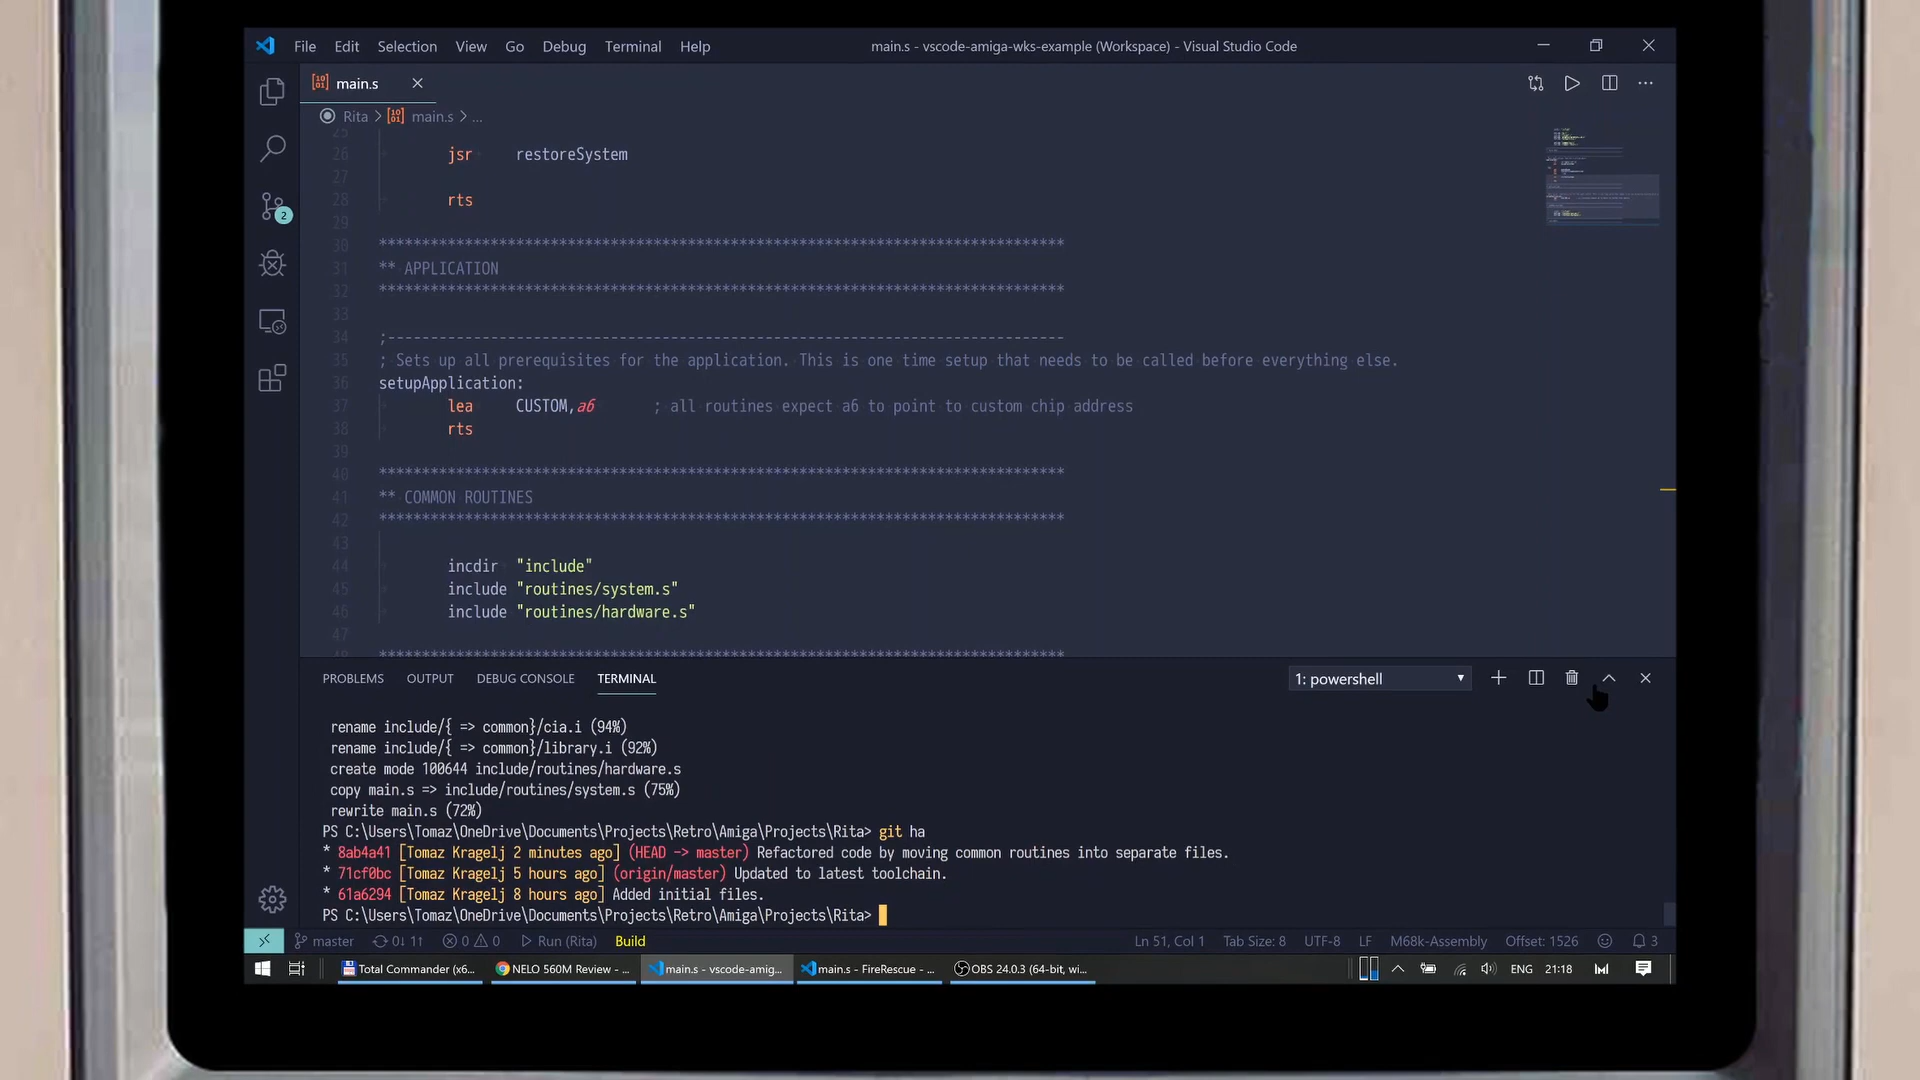 File Edit Selection View Go Debug Terminal Help main.s - vscode-amiga-wks-example (Workspace) - Visual Studio Code
main.s
Rita > main.s > ...
25
26 jsr restoreSystem
27
28 rts
29
30 ********************************************************************************
31 ** APPLICATION
32 ********************************************************************************
33
34 ;-------------------------------------------------------------------------------
35 ; Sets up all prerequisites for the application. This is one time setup that needs to be called before everything else.
36 setupApplication:
37 lea CUSTOM,a6 ; all routines expect a6 to point to custom chip address
38 rts
39
40 ********************************************************************************
41 ** COMMON ROUTINES
42 ********************************************************************************
43
44 incdir "include"
45 include "routines/system.s"
46 include "routines/hardware.s"
47
48 ********************************************************************************
2
PROBLEMS OUTPUT DEBUG CONSOLE TERMINAL 1: powershell
rename include/{ => common}/cia.i (94%)
rename include/{ => common}/library.i (92%)
create mode 100644 include/routines/hardware.s
copy main.s => include/routines/system.s (75%)
rewrite main.s (72%)
PS C:\Users\Tomaz\OneDrive\Documents\Projects\Retro\Amiga\Projects\Rita> git ha
* 8ab4a41 [Tomaz Kragelj 2 minutes ago] (HEAD -> master) Refactored code by moving common routines into separate files.
* 71cf0bc [Tomaz Kragelj 5 hours ago] (origin/master) Updated to latest toolchain.
* 61a6294 [Tomaz Kragelj 8 hours ago] Added initial files.
PS C:\Users\Tomaz\OneDrive\Documents\Projects\Retro\Amiga\Projects\Rita>
master 0↓ 1↑ 0 0 Run (Rita) Build Ln 51, Col 1 Tab Size: 8 UTF-8 LF M68k-Assembly Offset: 1526 3
Total Commander (x6... NELO 560M Review - ... main.s - vscode-amig... main.s - FireRescue - ... OBS 24.0.3 (64-bit, wi... ENG 21:18